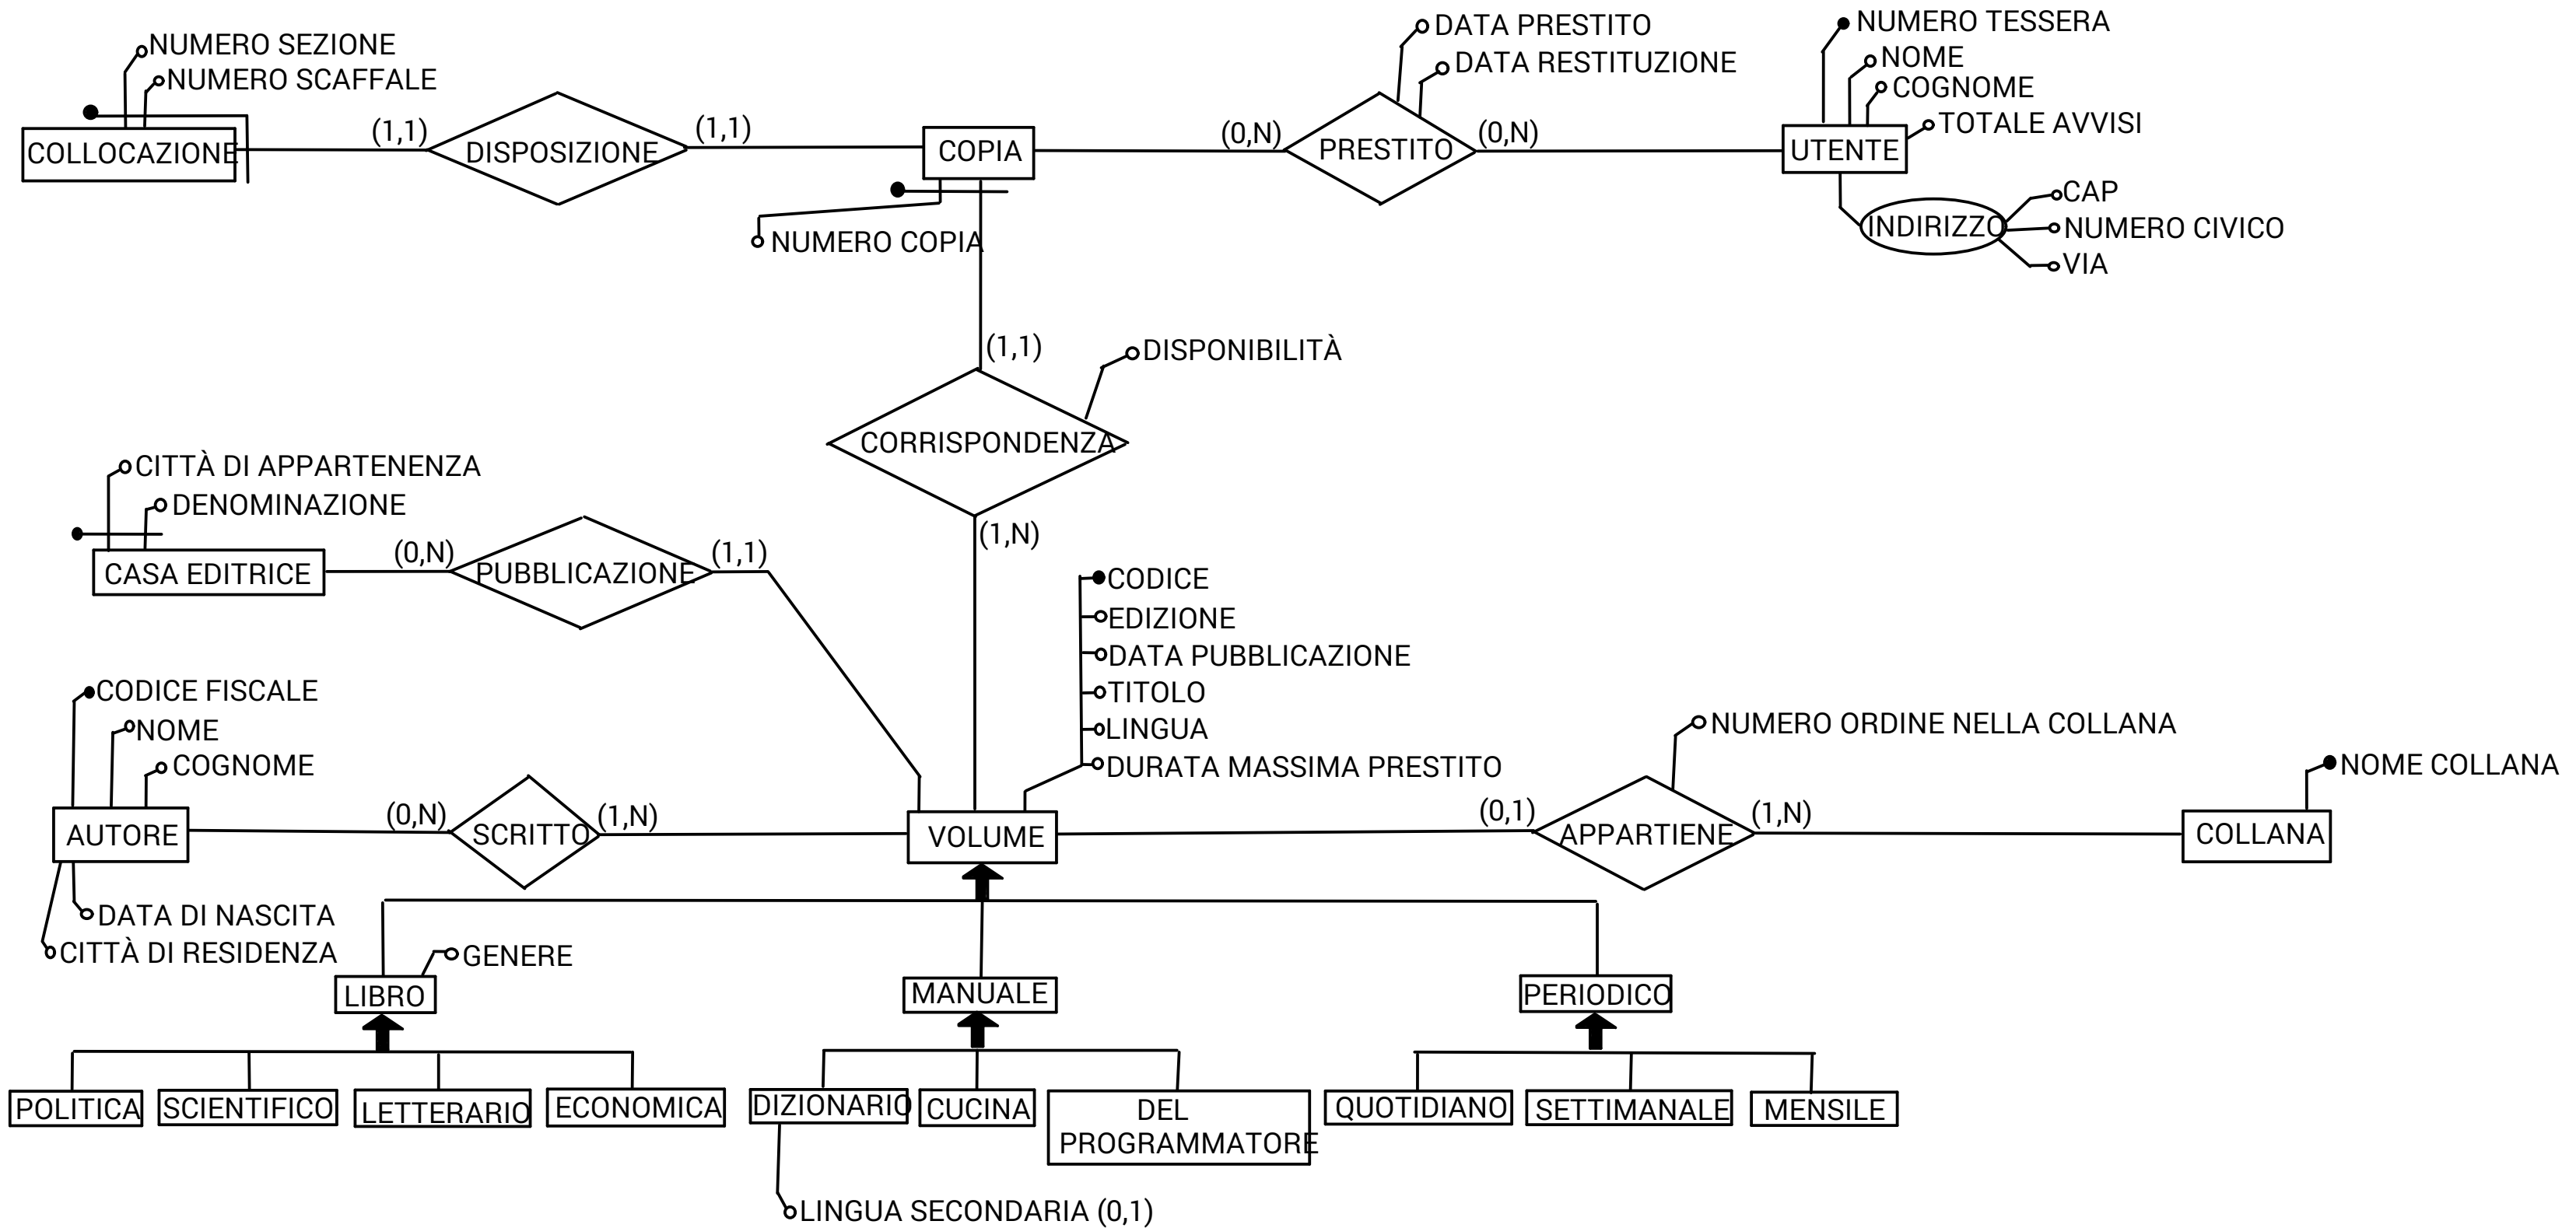 DATA PRESTITO
NUMERO TESSERA
NUMERO SEZIONE
DATA RESTITUZIONE
NOME
NUMERO SCAFFALE
COGNOME
TOTALE AVVISI
(1,1)
(1,1)
(0,N)
(0,N)
COLLOCAZIONE
DISPOSIZIONE
COPIA
PRESTITO
UTENTE
CAP
NUMERO COPIA
INDIRIZZO
NUMERO CIVICO
VIA
(1,1)
DISPONIBILITÀ
CORRISPONDENZA
CITTÀ DI APPARTENENZA
DENOMINAZIONE
(1,N)
(0,N)
(1,1)
CASA EDITRICE
PUBBLICAZIONE
CODICE
EDIZIONE
DATA PUBBLICAZIONE
TITOLO
LINGUA
DURATA MASSIMA PRESTITO
CODICE FISCALE
NOME
COGNOME
NUMERO ORDINE NELLA COLLANA
NOME COLLANA
(0,N)
(1,N)
(0,1)
(1,N)
AUTORE
SCRITTO
VOLUME
APPARTIENE
COLLANA
DATA DI NASCITA
CITTÀ DI RESIDENZA
GENERE
LIBRO
MANUALE
PERIODICO
POLITICA
SCIENTIFICO
LETTERARIO
ECONOMICA
DIZIONARIO
CUCINA
DEL
PROGRAMMATORE
QUOTIDIANO
SETTIMANALE
MENSILE
LINGUA SECONDARIA (0,1)